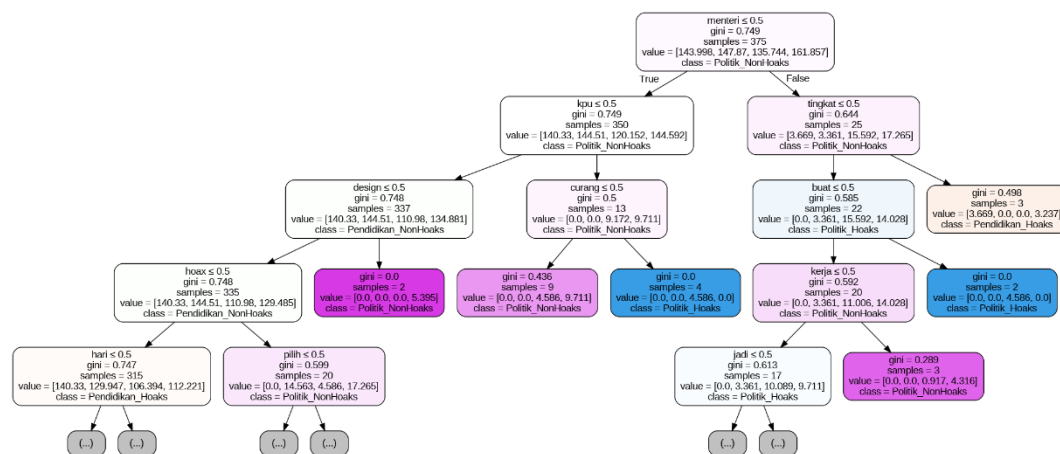 menteri ≤ 0.5
gini = 0.749
samples = 375
value = [143.998, 147.87, 135.744, 161.857]
class = Politik_NonHoaks
True
False
kpu ≤ 0.5
gini = 0.749
samples = 350
value = [140.33, 144.51, 120.152, 144.592]
class = Politik_NonHoaks
tingkat ≤ 0.5
gini = 0.644
samples = 25
value = [3.669, 3.361, 15.592, 17.265]
class = Politik_NonHoaks
design ≤ 0.5
gini = 0.748
samples = 337
value = [140.33, 144.51, 110.98, 134.881]
class = Pendidikan_NonHoaks
curang ≤ 0.5
gini = 0.5
samples = 13
value = [0.0, 0.0, 9.172, 9.711]
class = Politik_NonHoaks
buat ≤ 0.5
gini = 0.585
samples = 22
value = [0.0, 3.361, 15.592, 14.028]
class = Politik_Hoaks
gini = 0.498
samples = 3
value = [3.669, 0.0, 0.0, 3.237]
class = Pendidikan_Hoaks
hoax ≤ 0.5
gini = 0.748
samples = 335
value = [140.33, 144.51, 110.98, 129.485]
class = Pendidikan_NonHoaks
gini = 0.0
samples = 2
value = [0.0, 0.0, 0.0, 5.395]
class = Politik_NonHoaks
gini = 0.436
samples = 9
value = [0.0, 0.0, 4.586, 9.711]
class = Politik_NonHoaks
gini = 0.0
samples = 4
value = [0.0, 0.0, 4.586, 0.0]
class = Politik_Hoaks
kerja ≤ 0.5
gini = 0.592
samples = 20
value = [0.0, 3.361, 11.006, 14.028]
class = Politik_NonHoaks
gini = 0.0
samples = 2
value = [0.0, 0.0, 4.586, 0.0]
class = Politik_Hoaks
hari ≤ 0.5
gini = 0.747
samples = 315
value = [140.33, 129.947, 106.394, 112.221]
class = Pendidikan_Hoaks
pilih ≤ 0.5
gini = 0.599
samples = 20
value = [0.0, 14.563, 4.586, 17.265]
class = Politik_NonHoaks
jadi ≤ 0.5
gini = 0.613
samples = 17
value = [0.0, 3.361, 10.089, 9.711]
class = Politik_Hoaks
gini = 0.289
samples = 3
value = [0.0, 0.0, 0.917, 4.316]
class = Politik_NonHoaks
(...)
(...)
(...)
(...)
(...)
(...)